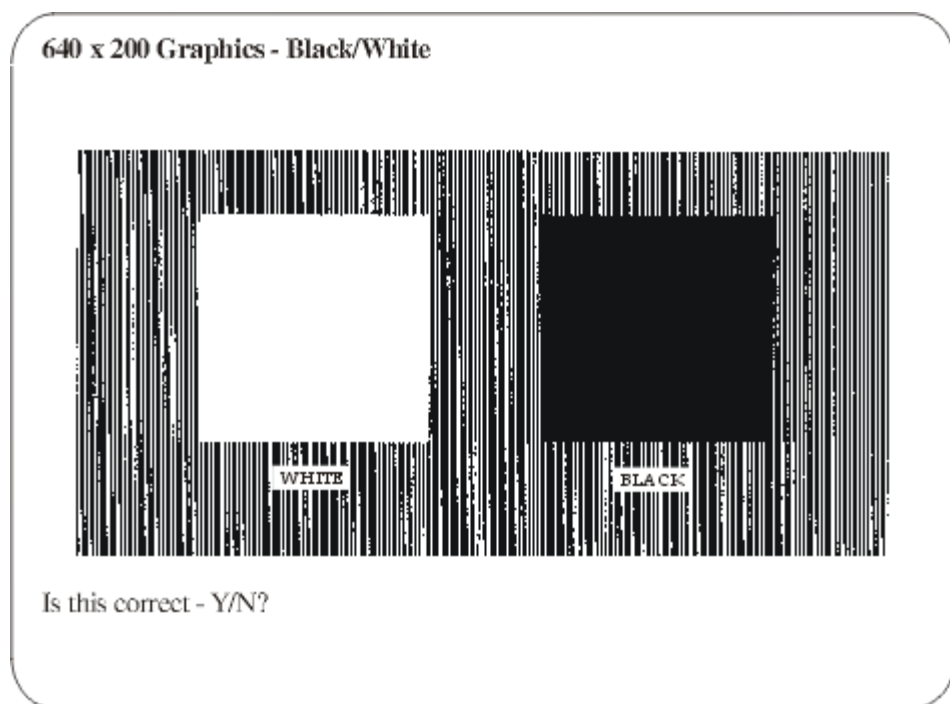 640 x 200 Graphics - Black/White
WHITE
BLACK
Is this correct - Y/N?